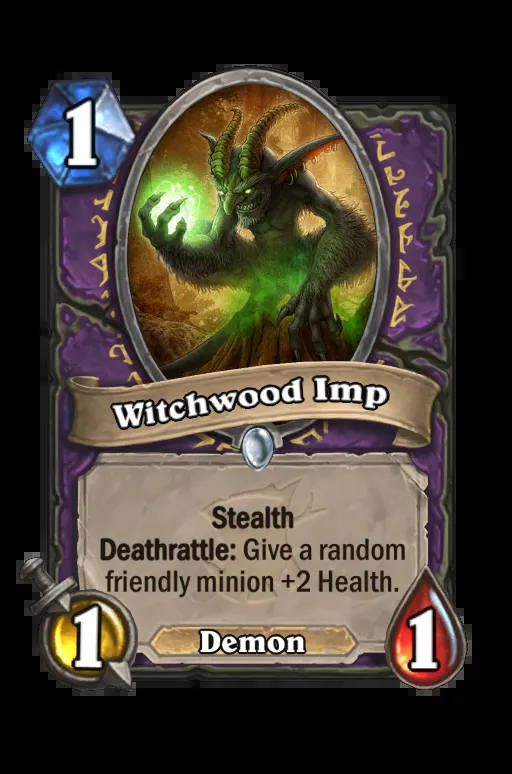 1
Witchwood Imp
Stealth
Deathrattle: Give a random
friendly minion +2 Health.
1
Demon
1